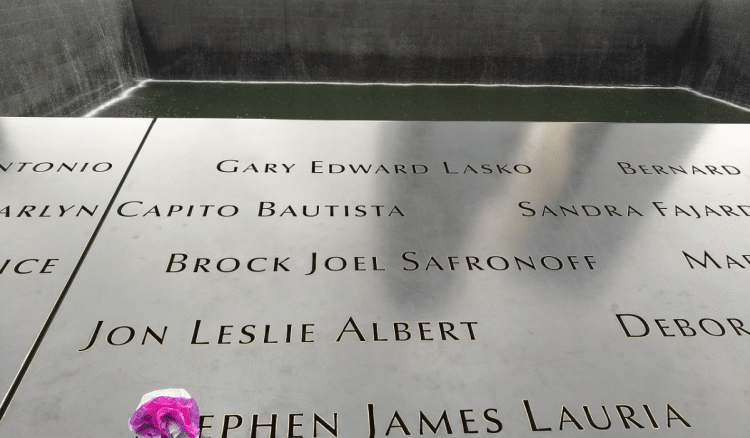 NTONIO GARY EDWARD LASKO BERNARD
ARLYN CAPITO BAUTISTA SANDRA FAJARD
ICE BROCK JOEL SAFRONOFF MAR
JON LESLIE ALBERT DEBOR
EPHEN JAMES LAURIA